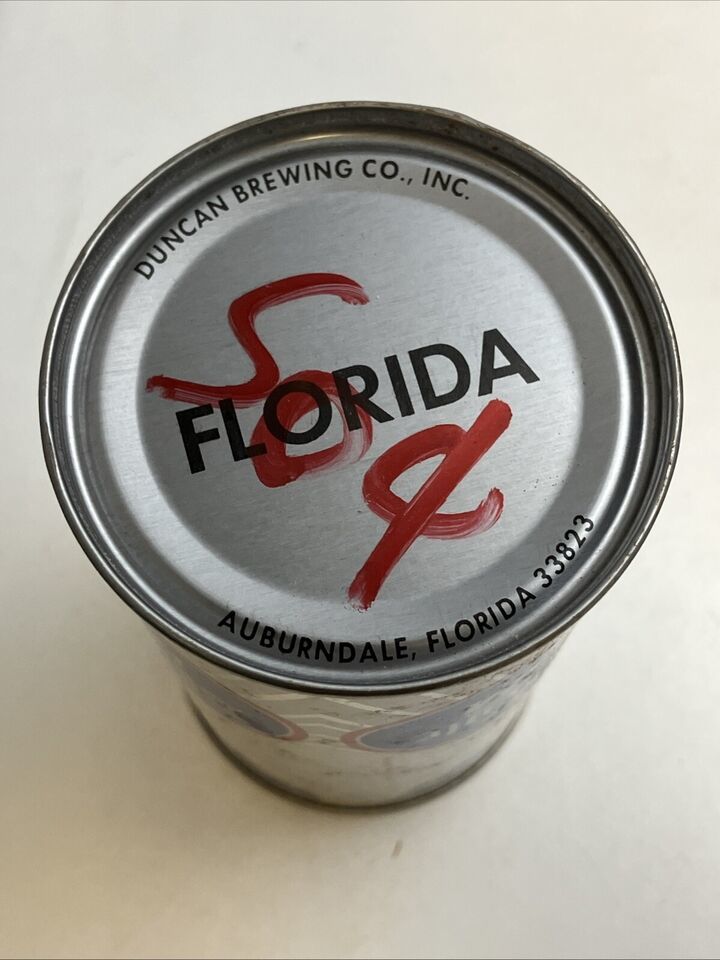 DUNCAN BREWING CO., INC.
FLORIDA
50¢
AUBURNDALE, FLORIDA 33823